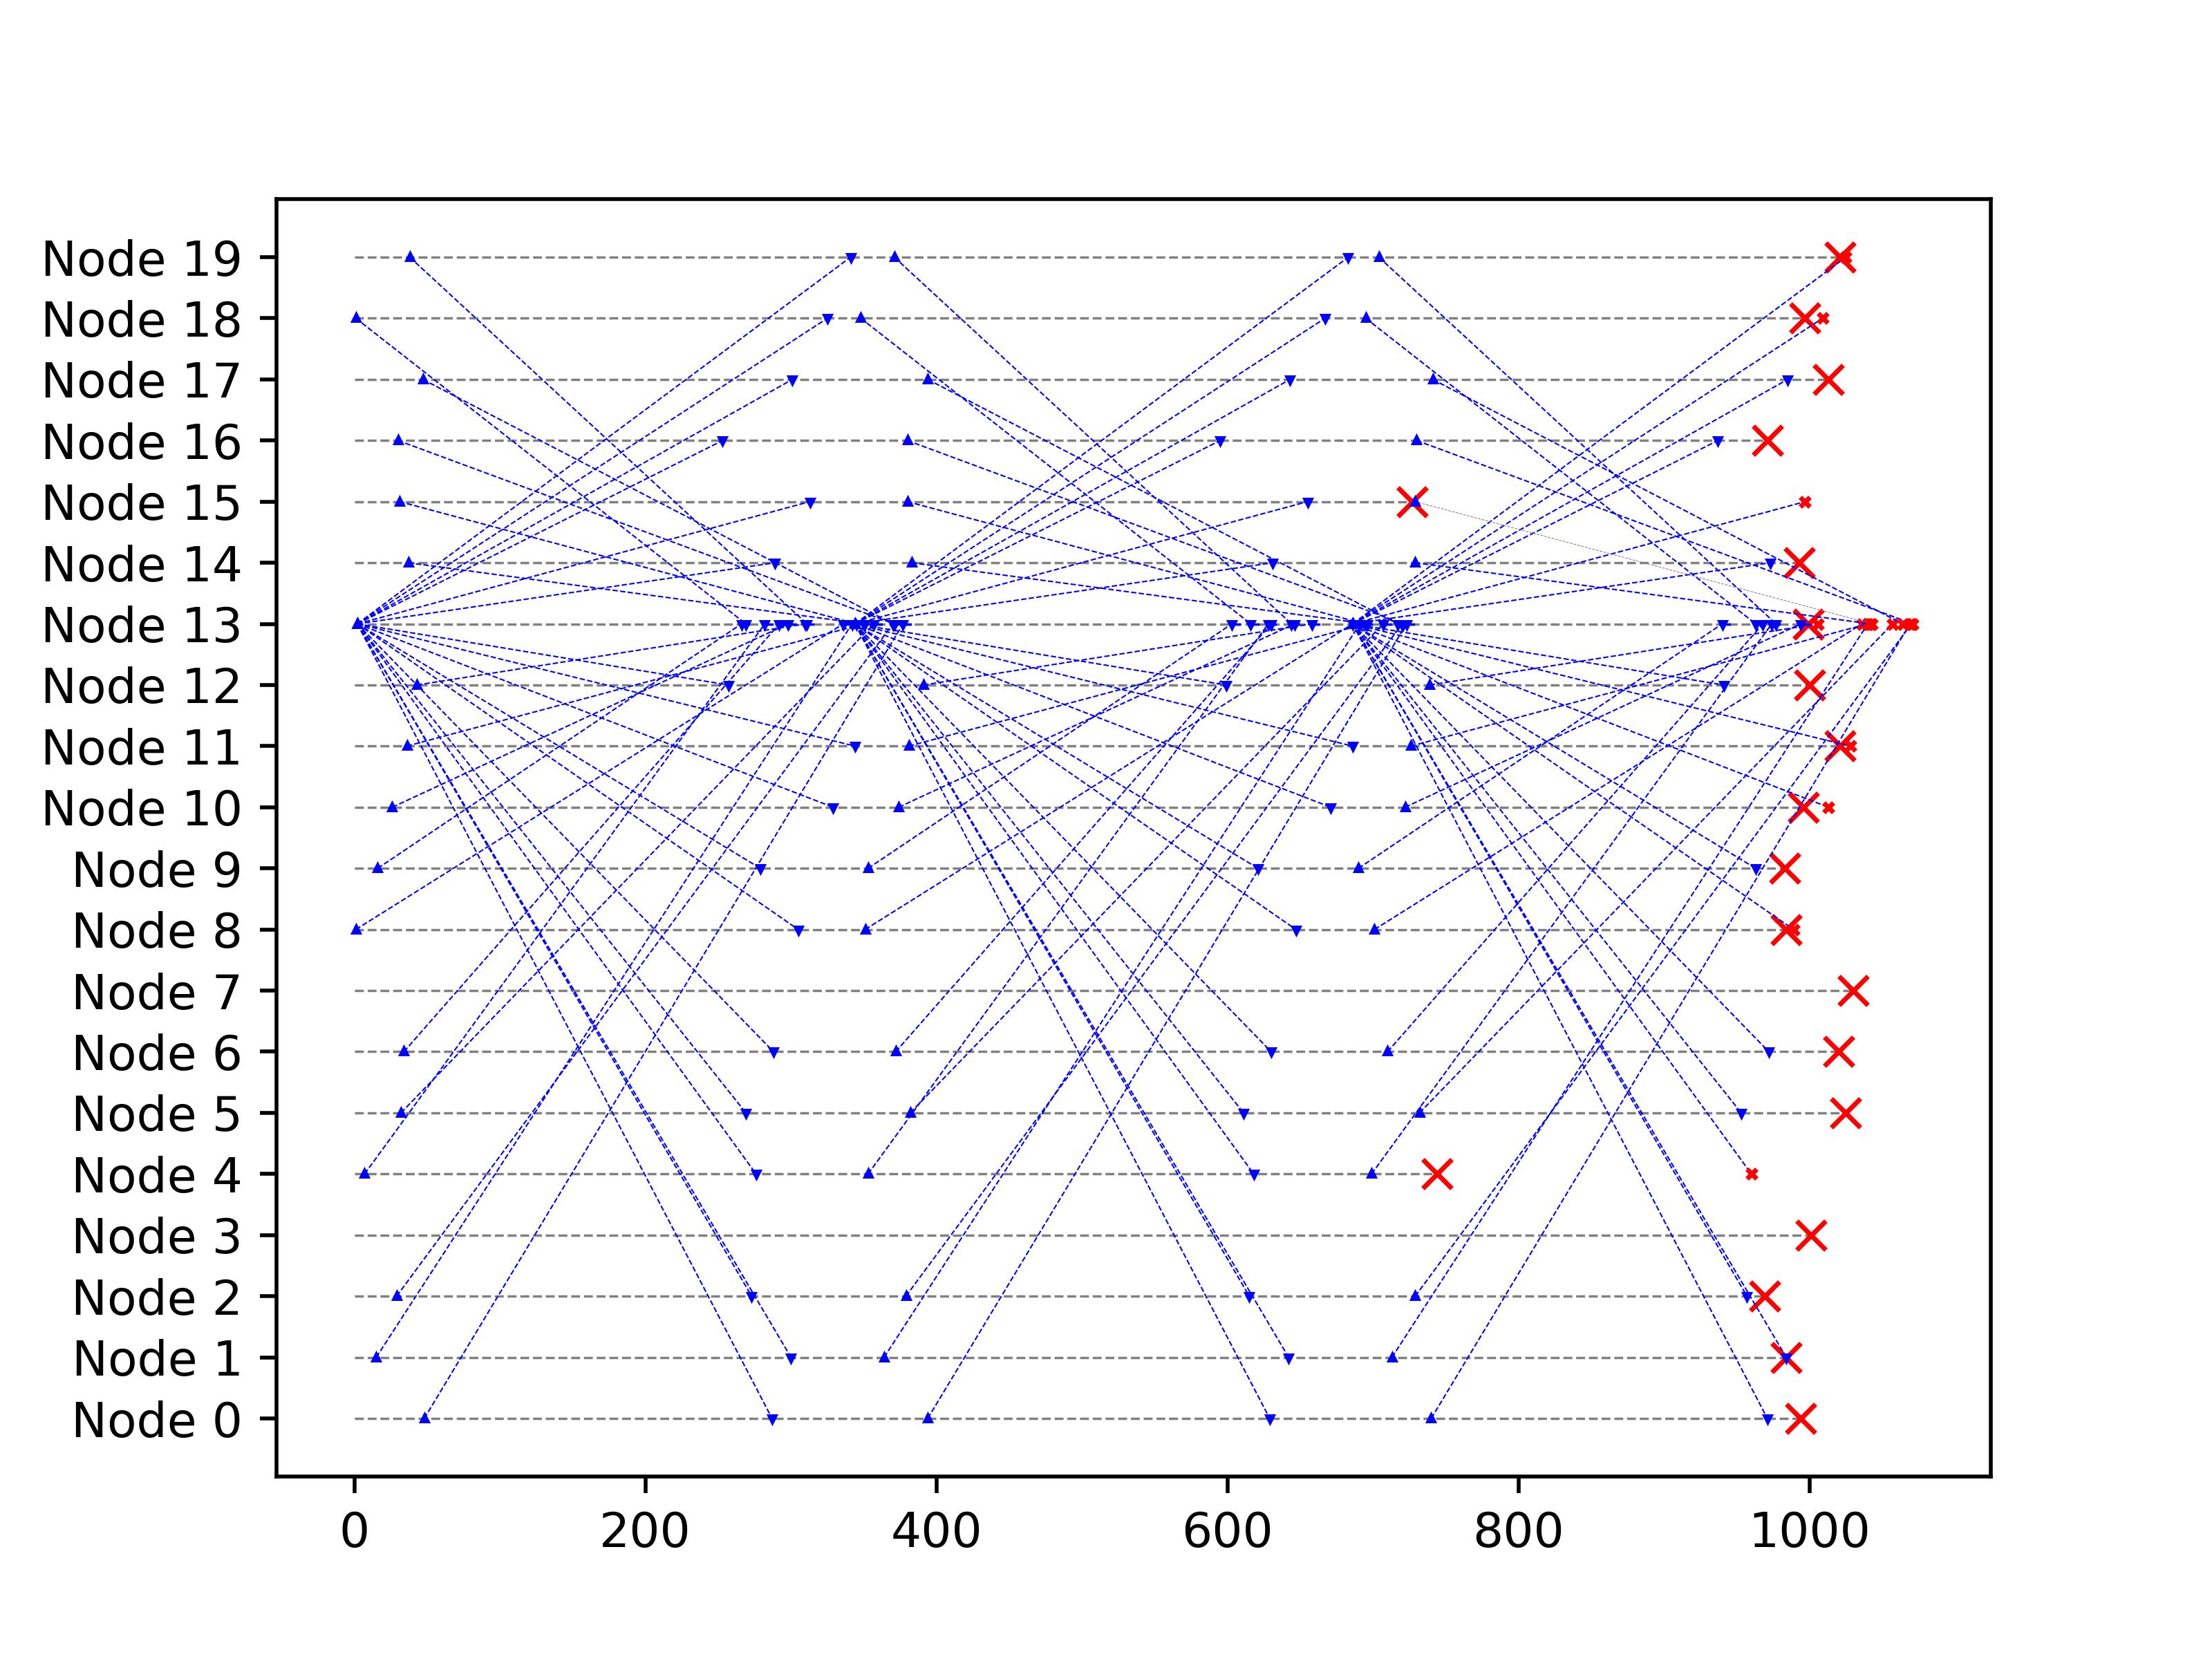 Node 19
Node 18
Node 17
Node 16
Node 15
Node 14
Node 13
Node 12
Node 11
Node 10
Node 9
Node 8
Node 7
Node 6
Node 5
Node 4
Node 3
Node 2
Node 1
Node 0
0 200 400 600 800 1000